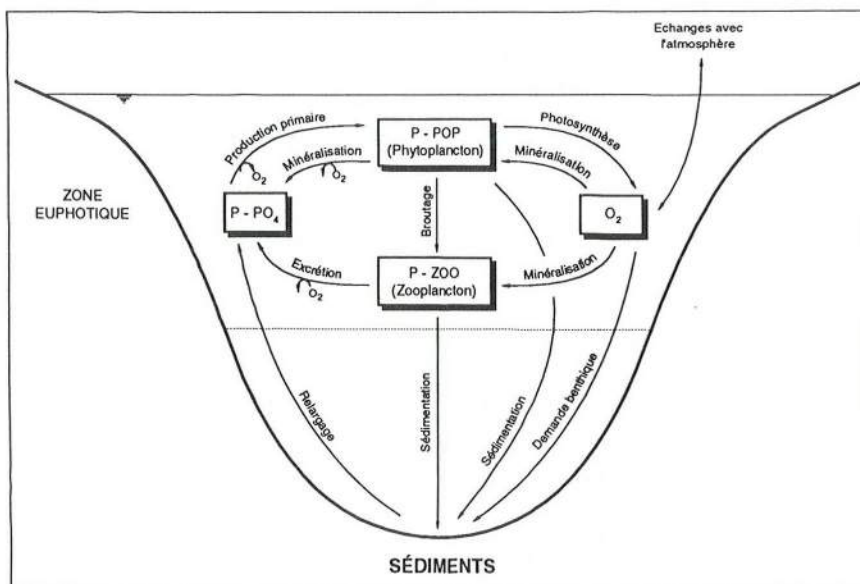 Echanges avec
l'atmosphère
Production primaire
P - POP
(Phytoplancton)
Photosynthèse
Minéralisation
O₂
O₂
Minéralisation
ZONE
EUPHOTIQUE
P - PO₄
Broutage
O₂
Excrétion
O₂
P - ZOO
(Zooplancton)
Minéralisation
Relargage
Sédimentation
Sédimentation
Demande benthique
SÉDIMENTS